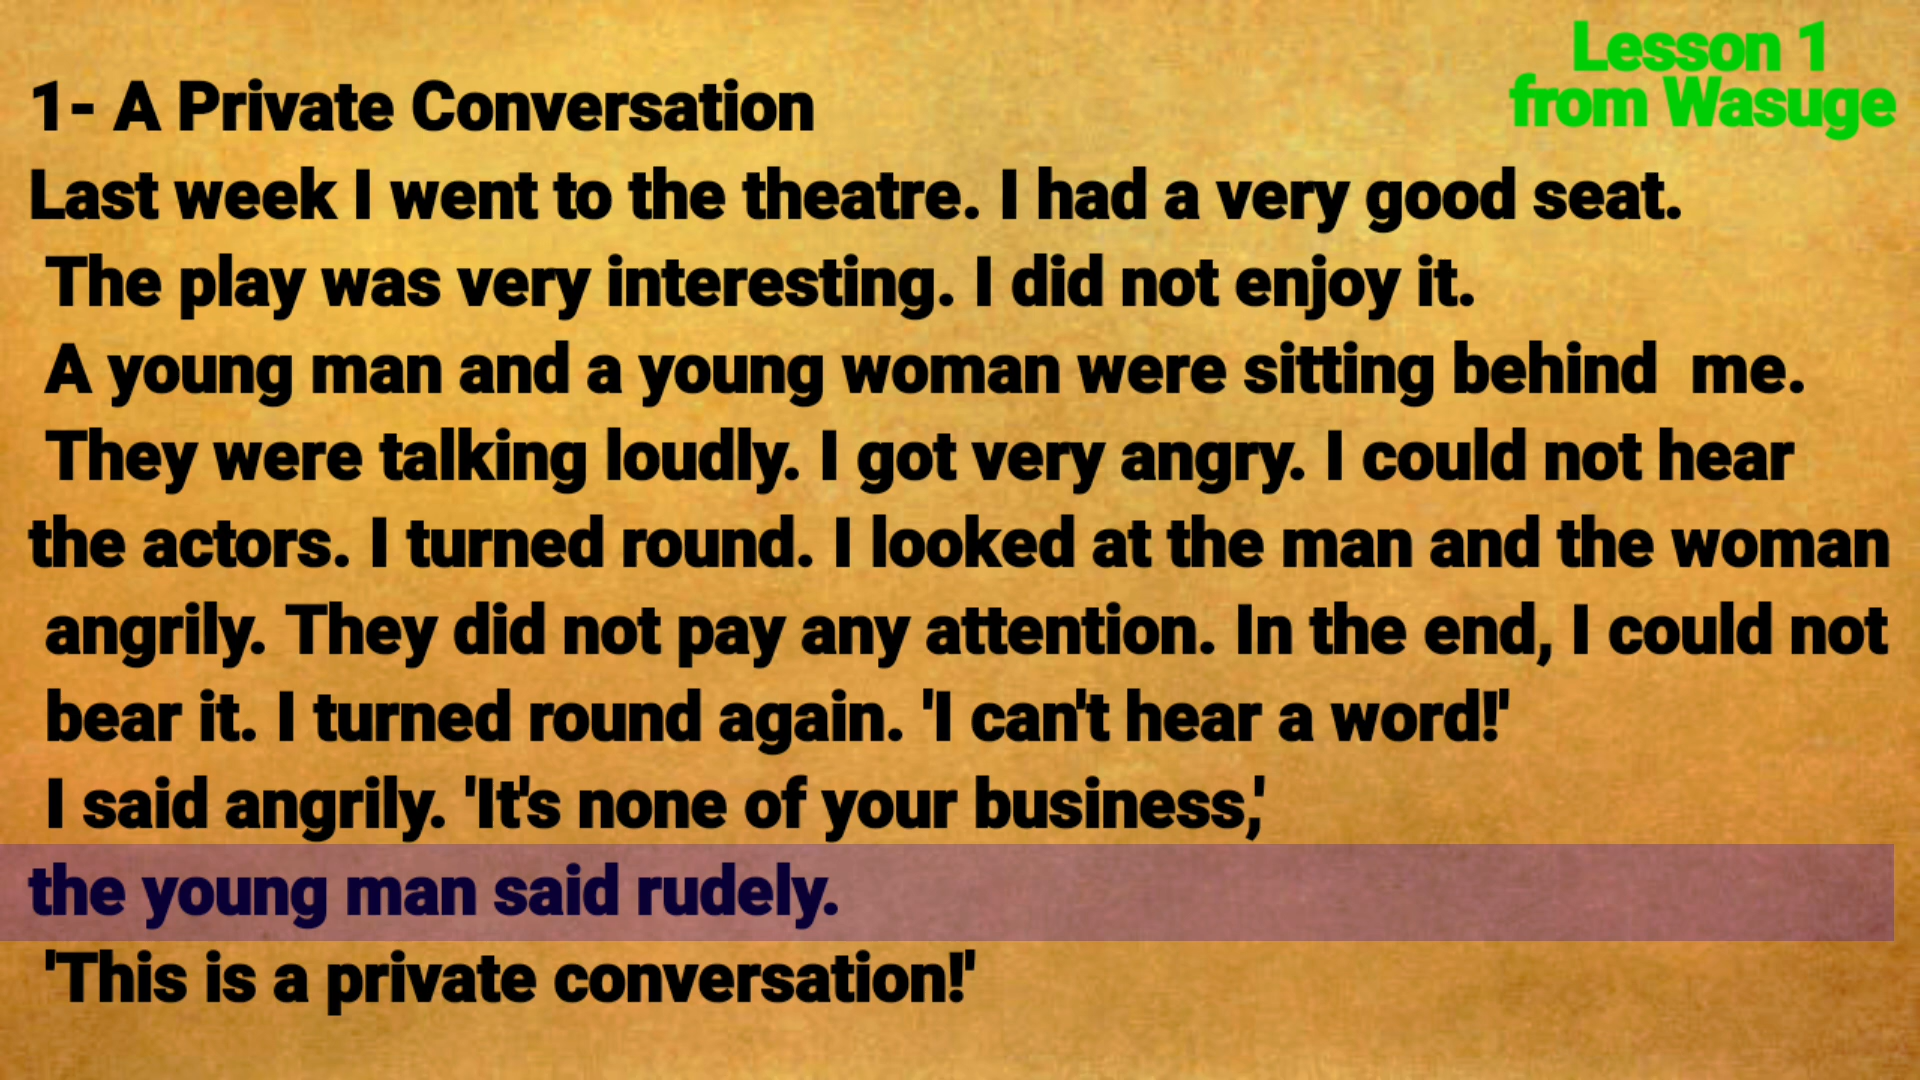 Lesson 1
from Wasuge
1- A Private Conversation
Last week I went to the theatre. I had a very good seat.
The play was very interesting. I did not enjoy it.
A young man and a young woman were sitting behind me.
They were talking loudly. I got very angry. I could not hear
the actors. I turned round. I looked at the man and the woman
angrily. They did not pay any attention. In the end, I could not
bear it. I turned round again. 'I can't hear a word!'
I said angrily. 'It's none of your business,'
the young man said rudely.
'This is a private conversation!'